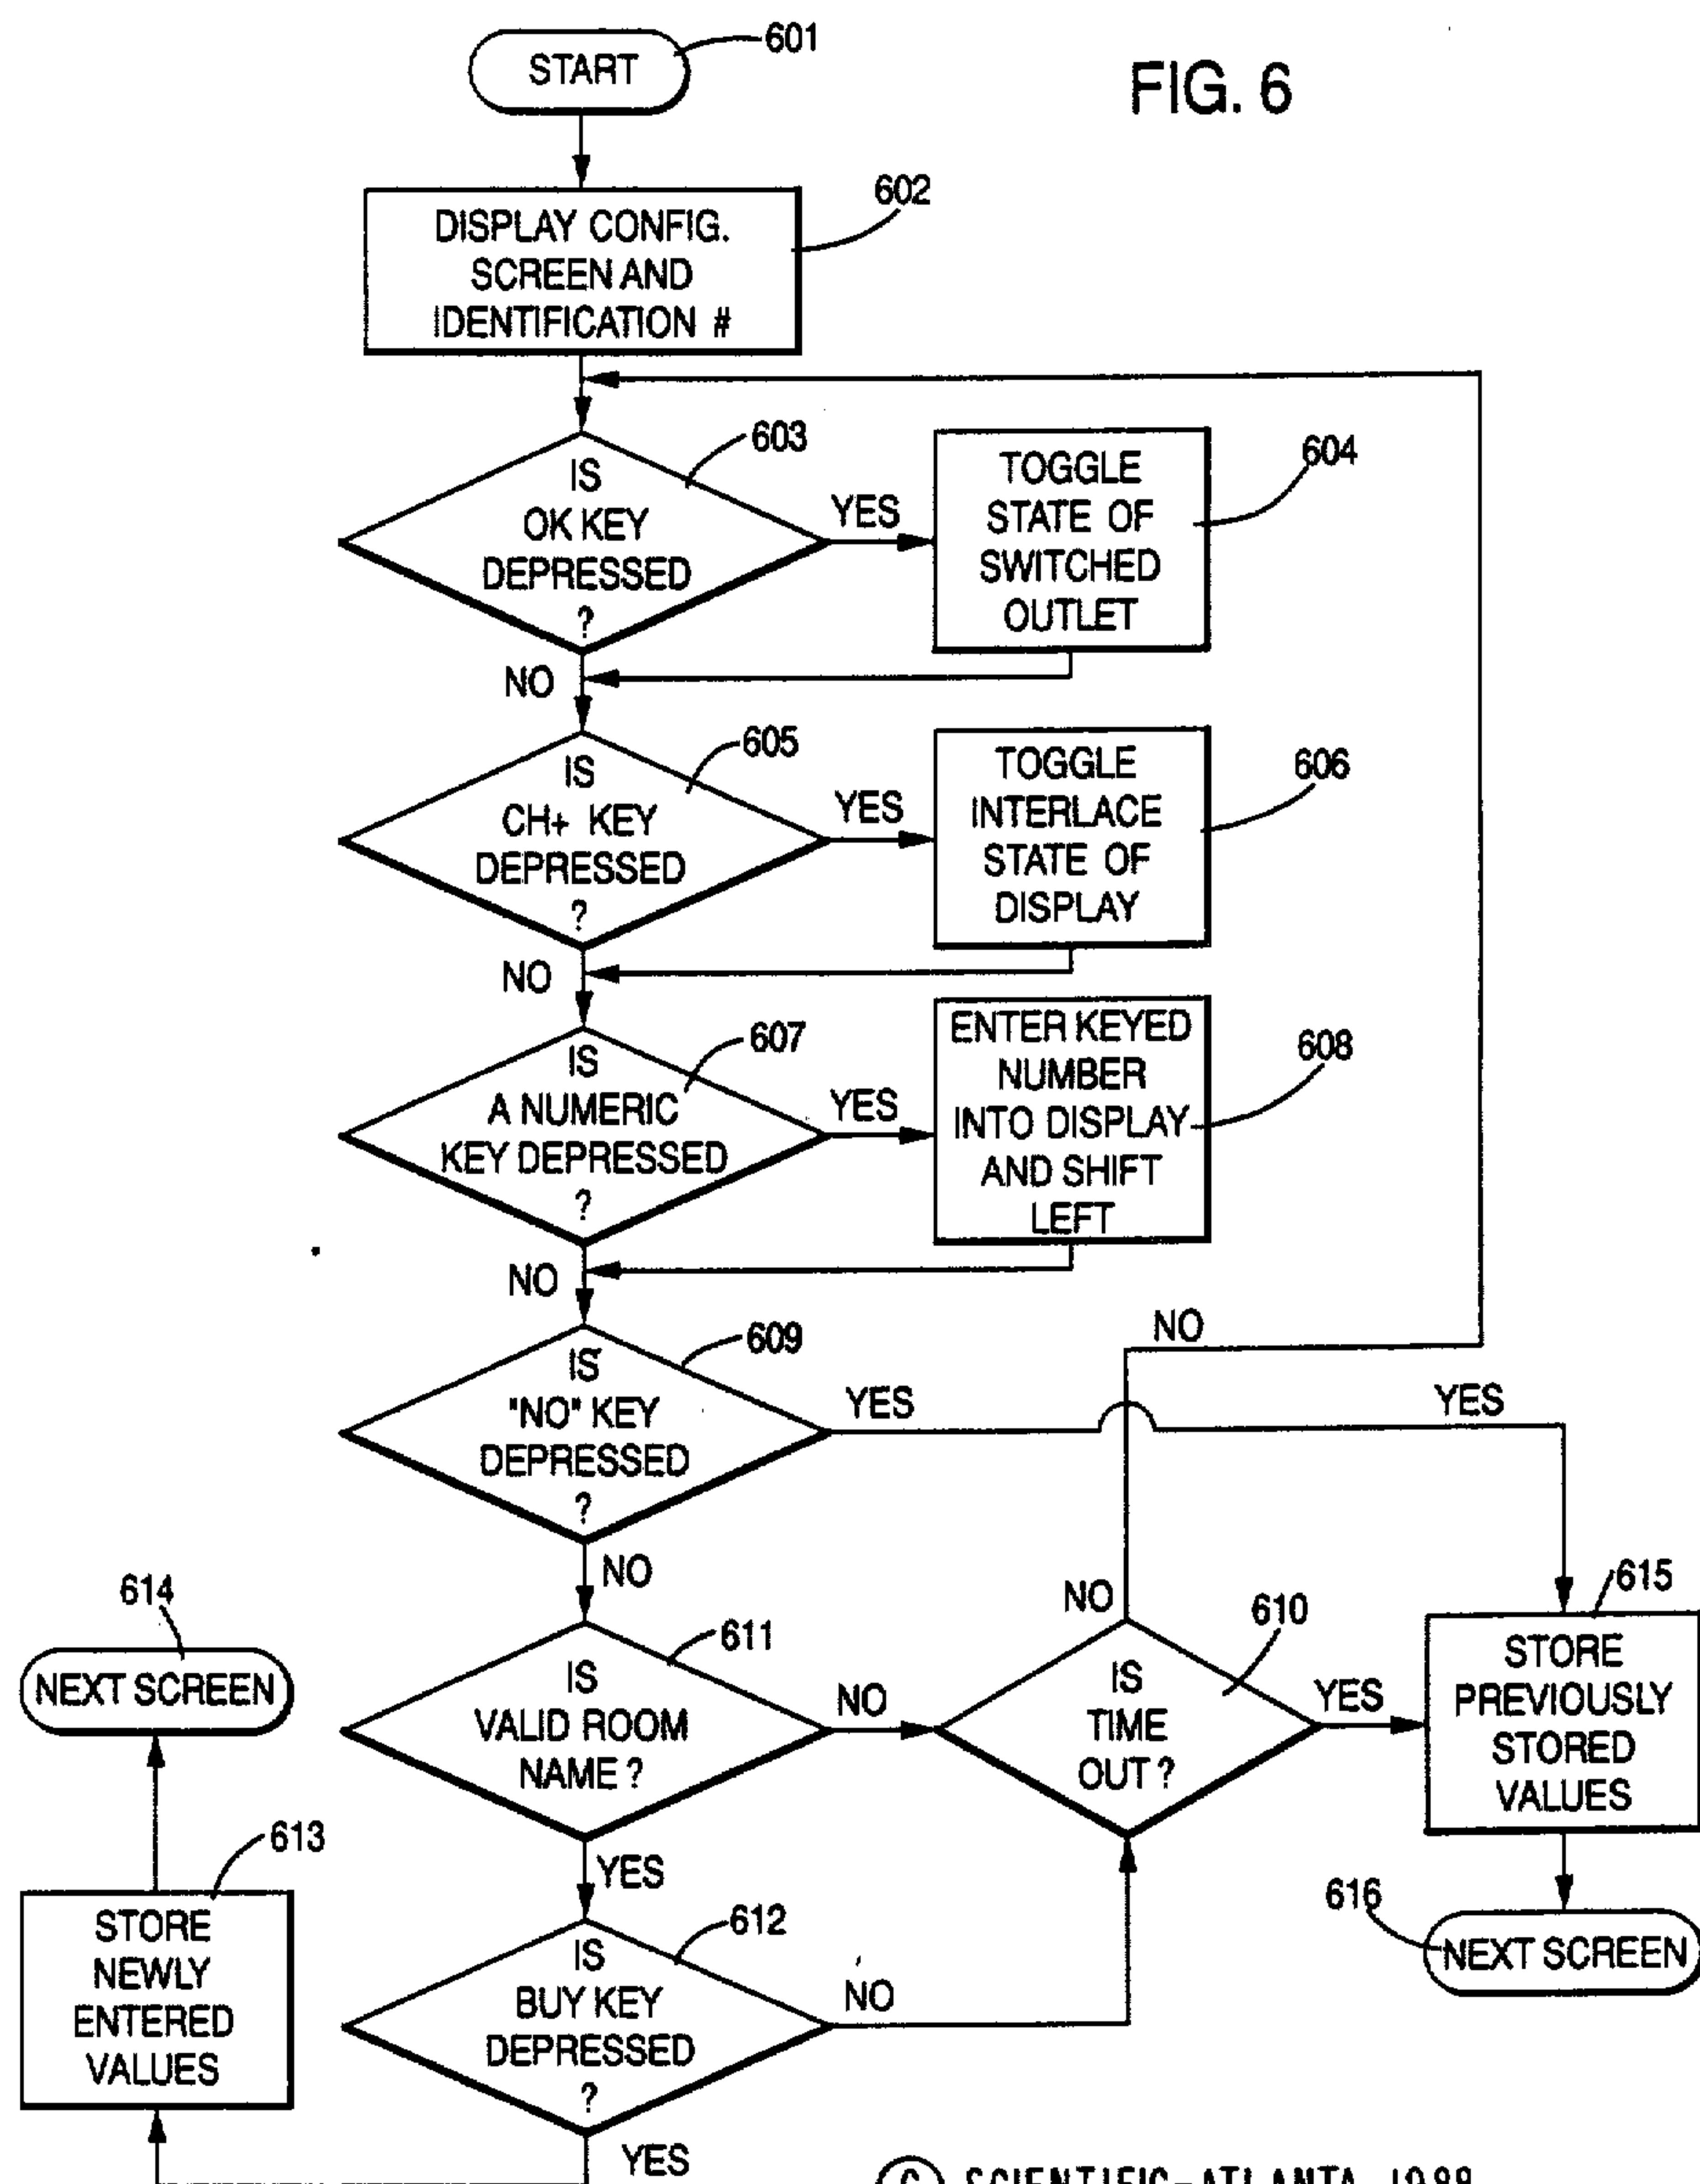 FIG. 6
START
601
DISPLAY CONFIG.
SCREEN AND
IDENTIFICATION #
602
IS
OK KEY
DEPRESSED
?
603
YES
TOGGLE
STATE OF
SWITCHED
OUTLET
604
NO
IS
CH+ KEY
DEPRESSED
?
605
YES
TOGGLE
INTERLACE
STATE OF
DISPLAY
606
NO
IS
A NUMERIC
KEY DEPRESSED
?
607
YES
ENTER KEYED
NUMBER
INTO DISPLAY
AND SHIFT
LEFT
608
NO
IS
"NO" KEY
DEPRESSED
?
609
YES
NO
YES
NO
IS
VALID ROOM
NAME ?
611
NO
NO
IS
TIME
OUT ?
610
YES
STORE
PREVIOUSLY
STORED
VALUES
615
614
NEXT SCREEN
616
NEXT SCREEN
613
STORE
NEWLY
ENTERED
VALUES
YES
IS
BUY KEY
DEPRESSED
?
612
NO
YES
C SCIENTIFIC-ATLANTA 1988